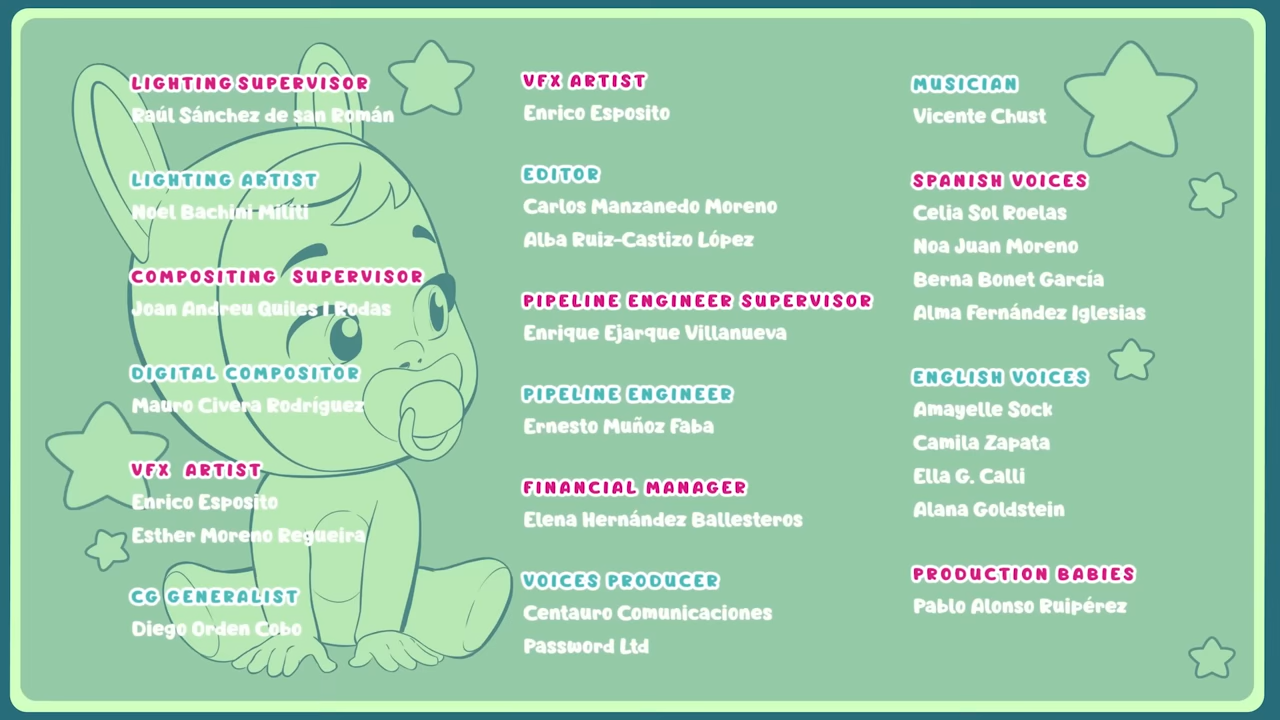 LIGHTING SUPERVISOR
Raúl Sánchez de san Román
LIGHTING ARTIST
Noel Bachini Militi
COMPOSITING SUPERVISOR
Joan Andreu Quiles I Rodas
DIGITAL COMPOSITOR
Mauro Civera Rodríguez
VFX ARTIST
Enrico Esposito
Esther Moreno Regueira
CG GENERALIST
Diego Orden Cobo
VFX ARTIST
Enrico Esposito
EDITOR
Carlos Manzanedo Moreno
Alba Ruiz-Castizo López
PIPELINE ENGINEER SUPERVISOR
Enrique Ejarque Villanueva
PIPELINE ENGINEER
Ernesto Muñoz Faba
FINANCIAL MANAGER
Elena Hernández Ballesteros
VOICES PRODUCER
Centauro Comunicaciones
Password Ltd
MUSICIAN
Vicente Chust
SPANISH VOICES
Celia Sol Roelas
Noa Juan Moreno
Berna Bonet García
Alma Fernández Iglesias
ENGLISH VOICES
Amayelle Sock
Camila Zapata
Ella G. Calli
Alana Goldstein
PRODUCTION BABIES
Pablo Alonso Ruipérez